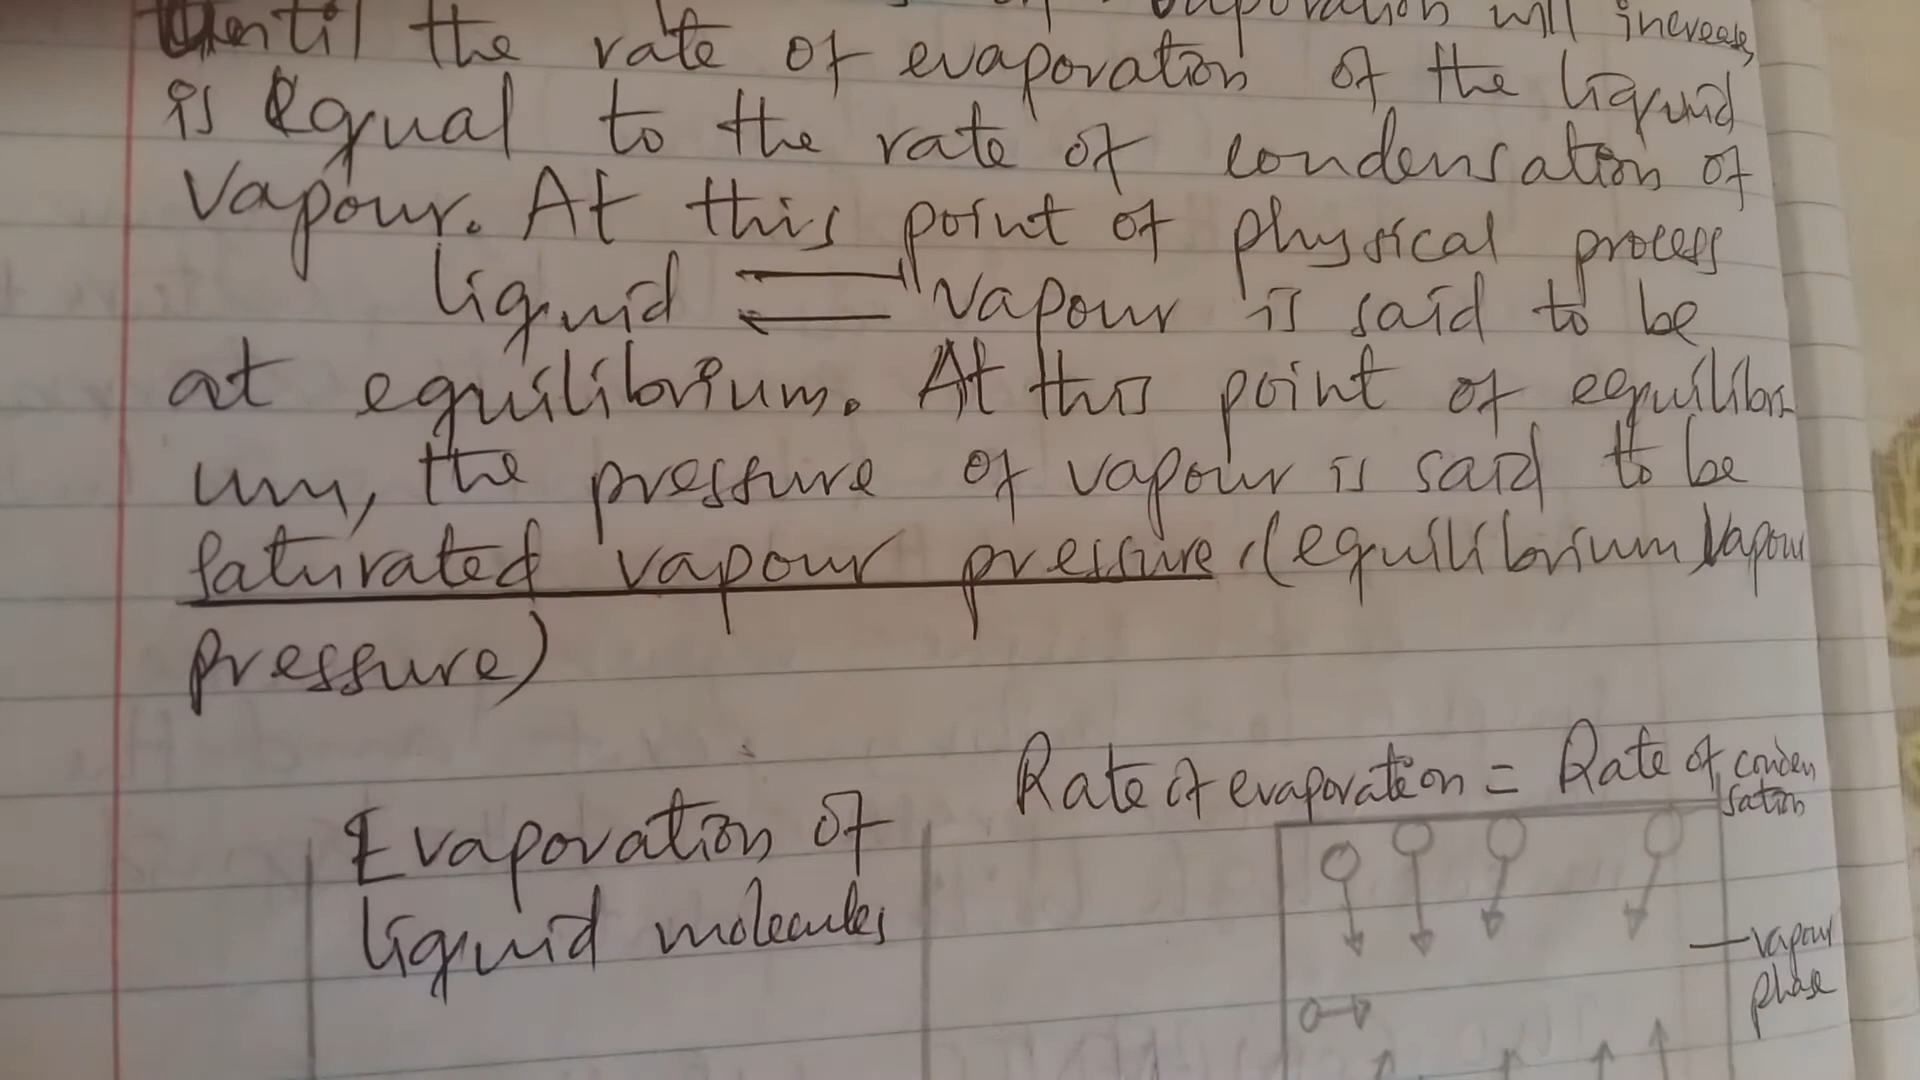 evaporation will increase,
Until the rate of evaporation of the liquid
is Equal to the rate of condensation of
Vapour. At this point of physical process
liquid ⇌ vapour is said to be
at equilibrium. At this point of equilibri-
um, the pressure of vapour is said to be
saturated vapour pressure. (equilibrium vapour
pressure)
Rate of evaporation = Rate of conden
sation
Evaporation of
liquid molecules
vapour
phase